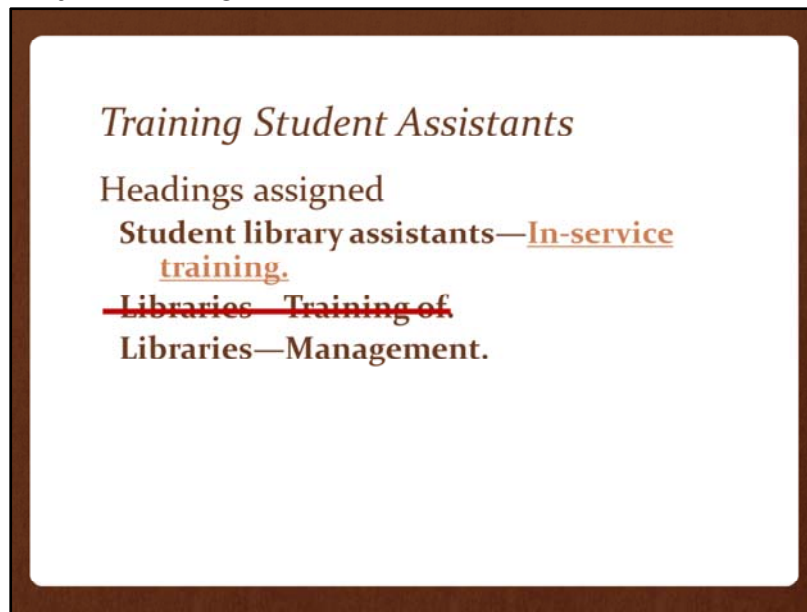 Training Student Assistants
Headings assigned
Student library assistants—In-service
training.
Libraries—Training of.
Libraries—Management.